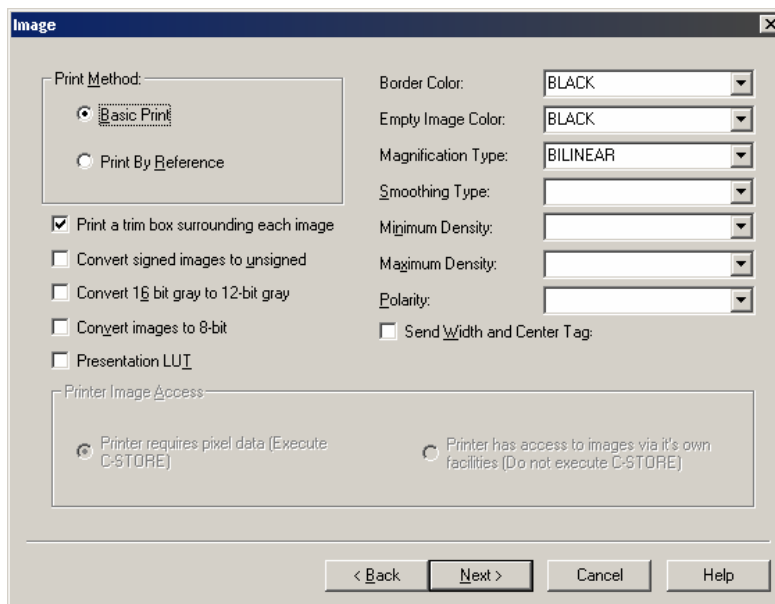 Image
Print Method:
Basic Print
Print By Reference
Print a trim box surrounding each image
Convert signed images to unsigned
Convert 16 bit gray to 12-bit gray
Convert images to 8-bit
Presentation LUT
Border Color:
BLACK
Empty Image Color:
BLACK
Magnification Type:
BILINEAR
Smoothing Type:
Minimum Density:
Maximum Density:
Polarity:
Send Width and Center Tag:
Printer Image Access
Printer requires pixel data (Execute
C-STORE)
Printer has access to images via it's own
facilities (Do not execute C-STORE)
< Back
Next >
Cancel
Help